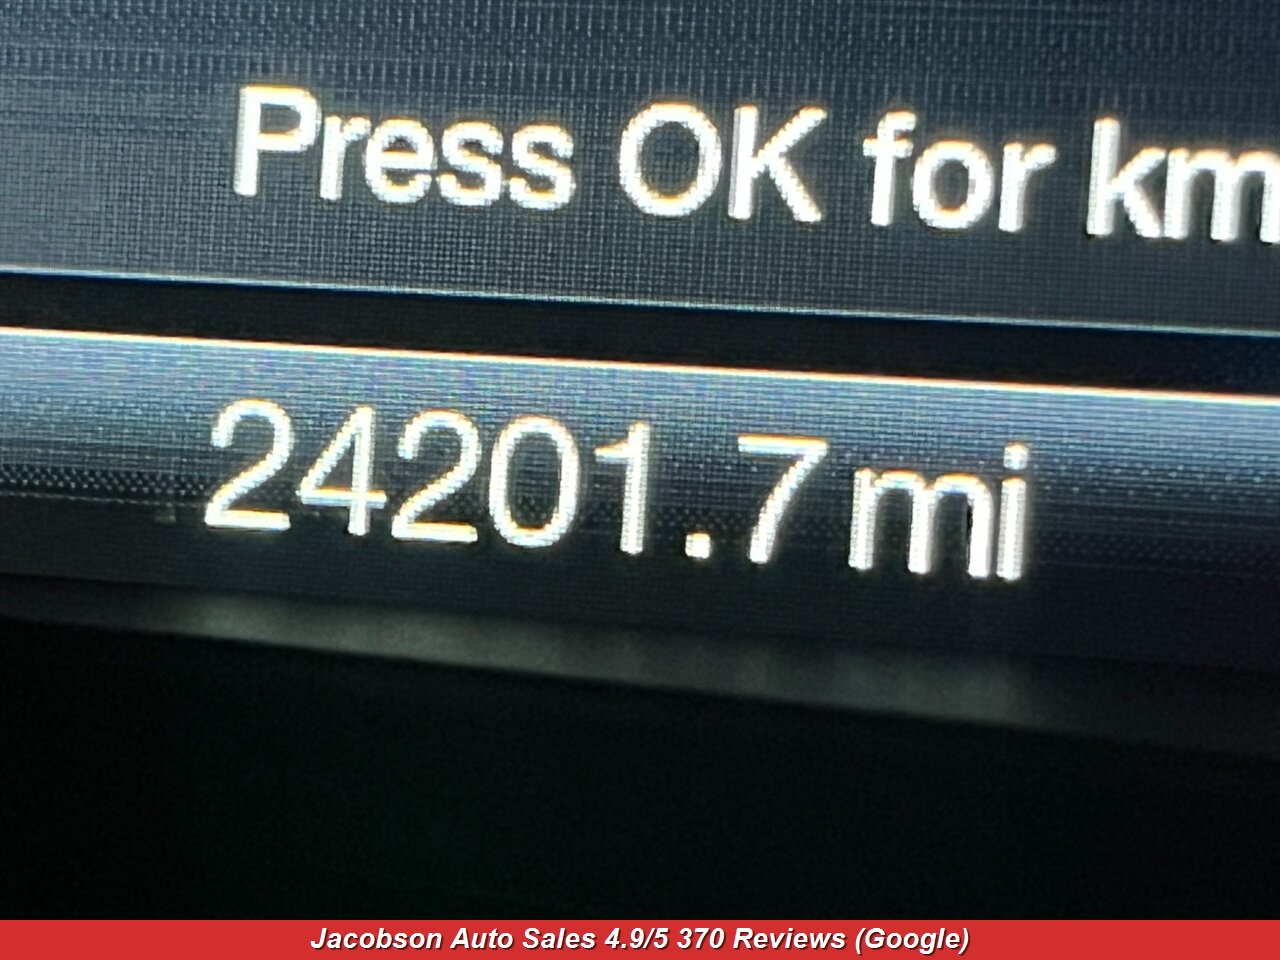 Press OK for km
24201.7 mi
Jacobson Auto Sales 4.9/5 370 Reviews (Google)